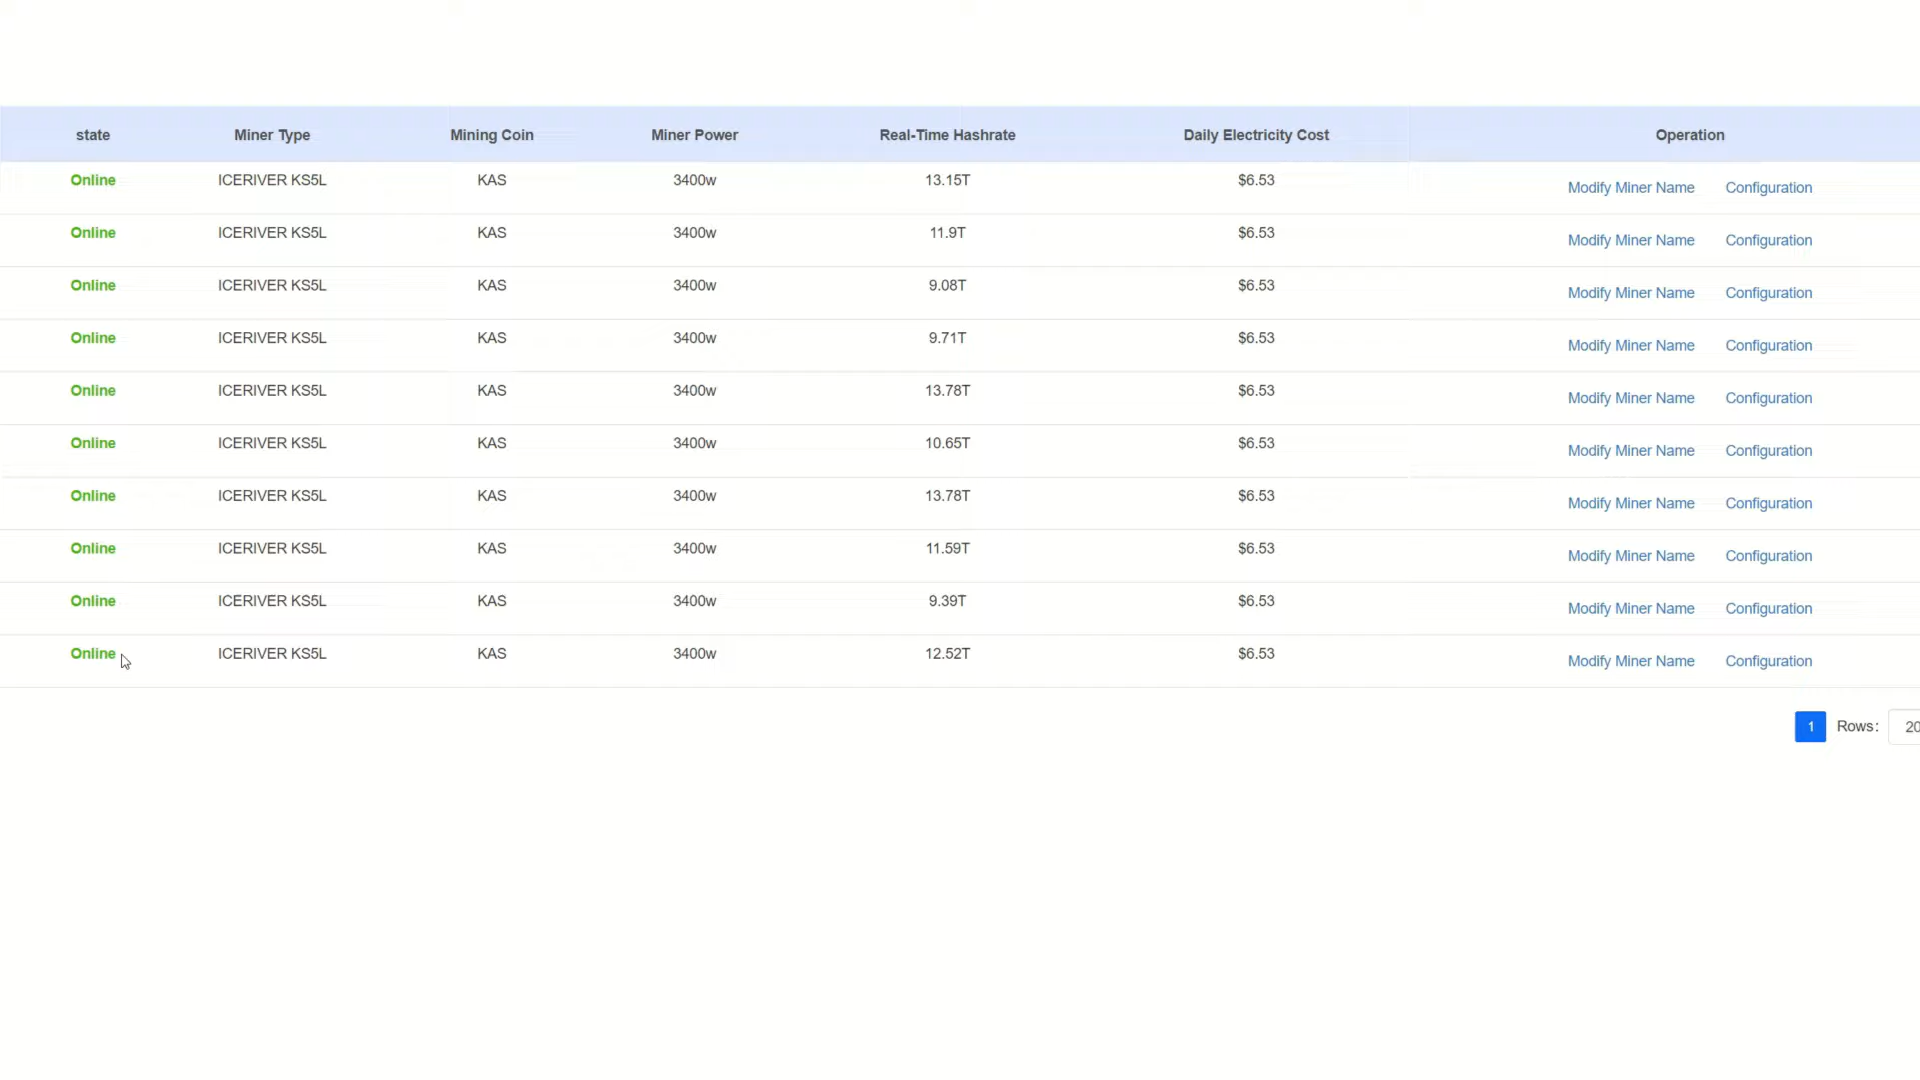 state Miner Type Mining Coin Miner Power Real-Time Hashrate Daily Electricity Cost Operation
Online ICERIVER KS5L KAS 3400w 13.15T $6.53 Modify Miner Name Configuration
Online ICERIVER KS5L KAS 3400w 11.9T $6.53 Modify Miner Name Configuration
Online ICERIVER KS5L KAS 3400w 9.08T $6.53 Modify Miner Name Configuration
Online ICERIVER KS5L KAS 3400w 9.71T $6.53 Modify Miner Name Configuration
Online ICERIVER KS5L KAS 3400w 13.78T $6.53 Modify Miner Name Configuration
Online ICERIVER KS5L KAS 3400w 10.65T $6.53 Modify Miner Name Configuration
Online ICERIVER KS5L KAS 3400w 13.78T $6.53 Modify Miner Name Configuration
Online ICERIVER KS5L KAS 3400w 11.59T $6.53 Modify Miner Name Configuration
Online ICERIVER KS5L KAS 3400w 9.39T $6.53 Modify Miner Name Configuration
Online ICERIVER KS5L KAS 3400w 12.52T $6.53 Modify Miner Name Configuration
1 Rows: 20